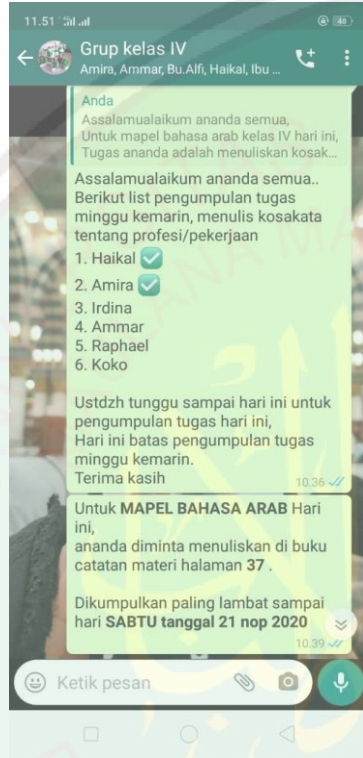 11.51
48
Grup kelas IV
Amira, Ammar, Bu.Alfi, Haikal, Ibu ...
Anda
Assalamualaikum ananda semua,
Untuk mapel bahasa arab kelas IV hari ini,
Tugas ananda adalah menuliskan kosak...
Assalamualaikum ananda semua..
Berikut list pengumpulan tugas
minggu kemarin, menulis kosakata
tentang profesi/pekerjaan
1. Haikal ✅
2. Amira ✅
3. Irdina
4. Ammar
5. Raphael
6. Koko
Ustdzh tunggu sampai hari ini untuk
pengumpulan tugas hari ini,
Hari ini batas pengumpulan tugas
minggu kemarin.
Terima kasih
10.36
Untuk MAPEL BAHASA ARAB Hari
ini,
ananda diminta menuliskan di buku
catatan materi halaman 37 .
Dikumpulkan paling lambat sampai
hari SABTU tanggal 21 nop 2020
10.39
Ketik pesan